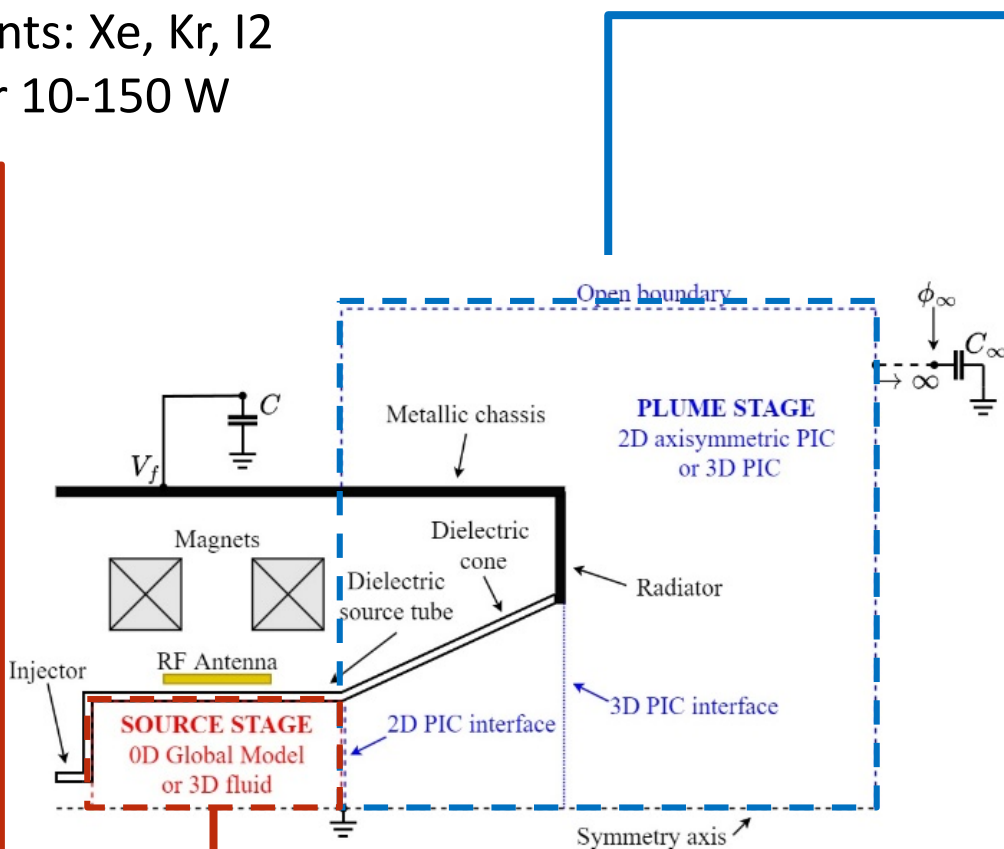 nts: Xe, Kr, I2
r 10-150 W
Open boundary
ϕ∞
C∞
→ ∞
PLUME STAGE
2D axisymmetric PIC
or 3D PIC
C
Metallic chassis
V_f
Magnets
Dielectric
cone
Dielectric
source tube
Radiator
RF Antenna
Injector
3D PIC interface
2D PIC interface
SOURCE STAGE
0D Global Model
or 3D fluid
Symmetry axis